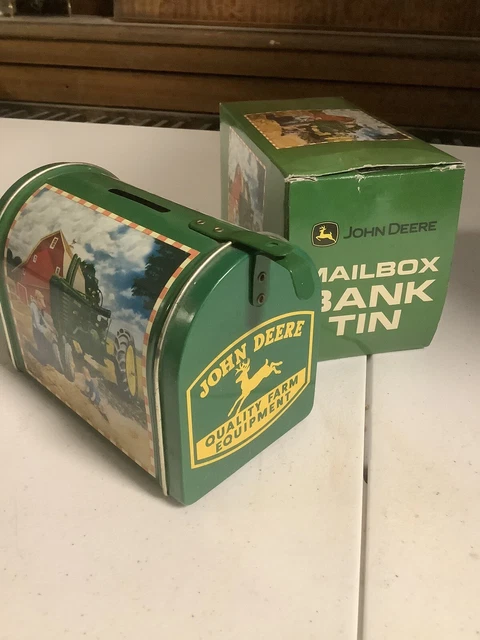 JOHN DEERE
QUALITY FARM
EQUIPMENT
JOHN DEERE
MAILBOX
BANK
TIN